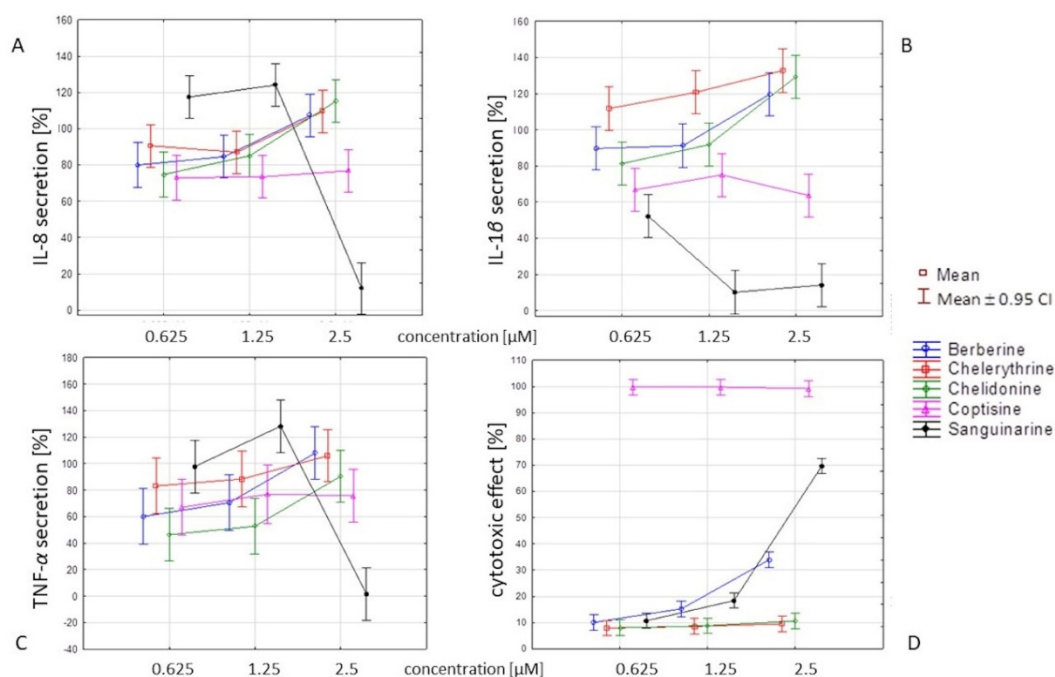 A
IL-8 secretion [%]
160
140
120
100
80
60
40
20
0
0.625 1.25 2.5
B
IL-1β secretion [%]
160
140
120
100
80
60
40
20
0
0.625 1.25 2.5
concentration [µM]
Mean
Mean ± 0.95 CI
Berberine
Chelerythrine
Chelidonine
Coptisine
Sanguinarine
C
TNF-α secretion [%]
180
160
140
120
100
80
60
40
20
0
-20
-40
0.625 1.25 2.5
concentration [µM]
D
cytotoxic effect [%]
110
100
90
80
70
60
50
40
30
20
10
0
0.625 1.25 2.5